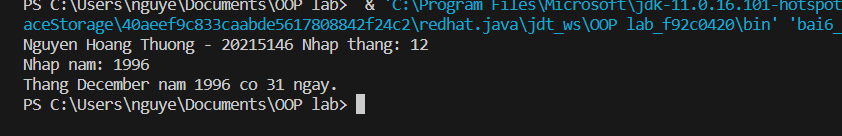 PS C:\Users\nguye\Documents\OOP lab>  & 'C:\Program Files\Microsoft\jdk-11.0.16.101-hotspot
aceStorage\40aeef9c833caabde5617808842f24c2\redhat.java\jdt_ws\OOP lab_f92c0420\bin' 'bai6_
Nguyen Hoang Thuong - 20215146 Nhap thang: 12
Nhap nam: 1996
Thang December nam 1996 co 31 ngay.
PS C:\Users\nguye\Documents\OOP lab>